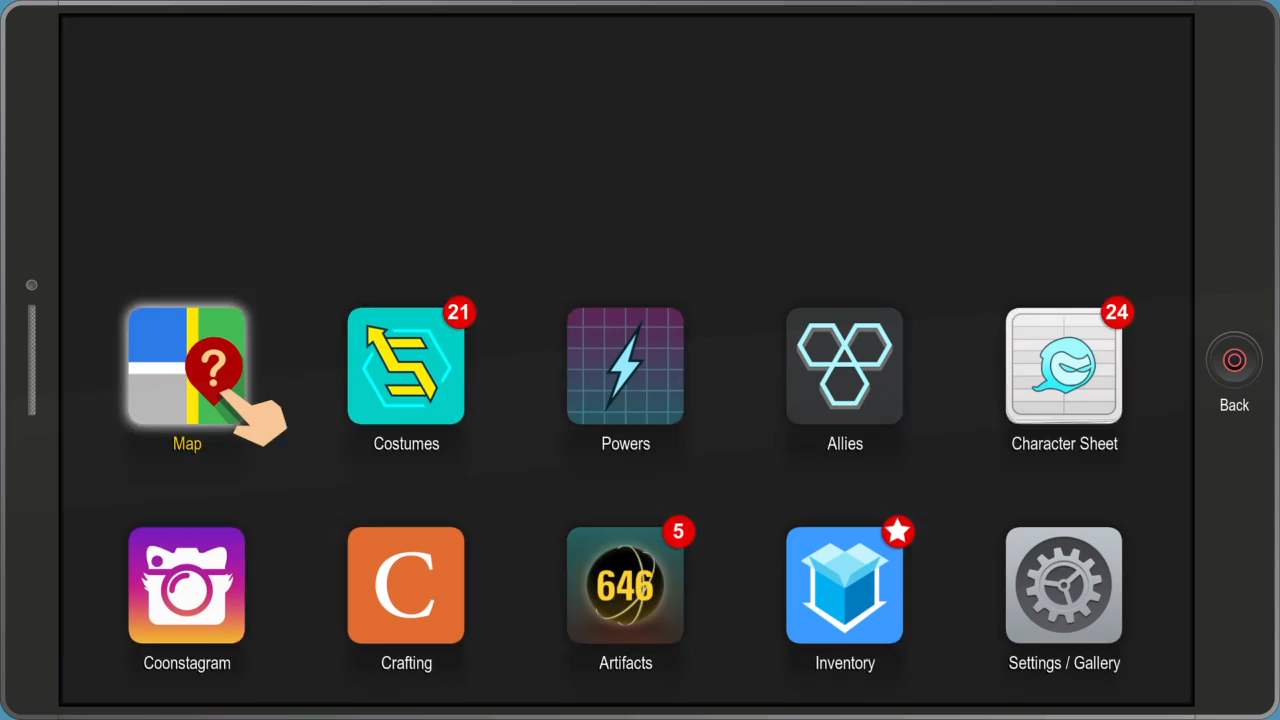 21
24
?
Map
Costumes
Powers
Allies
Character Sheet
Back
5
C
646
Coonstagram
Crafting
Artifacts
Inventory
Settings / Gallery